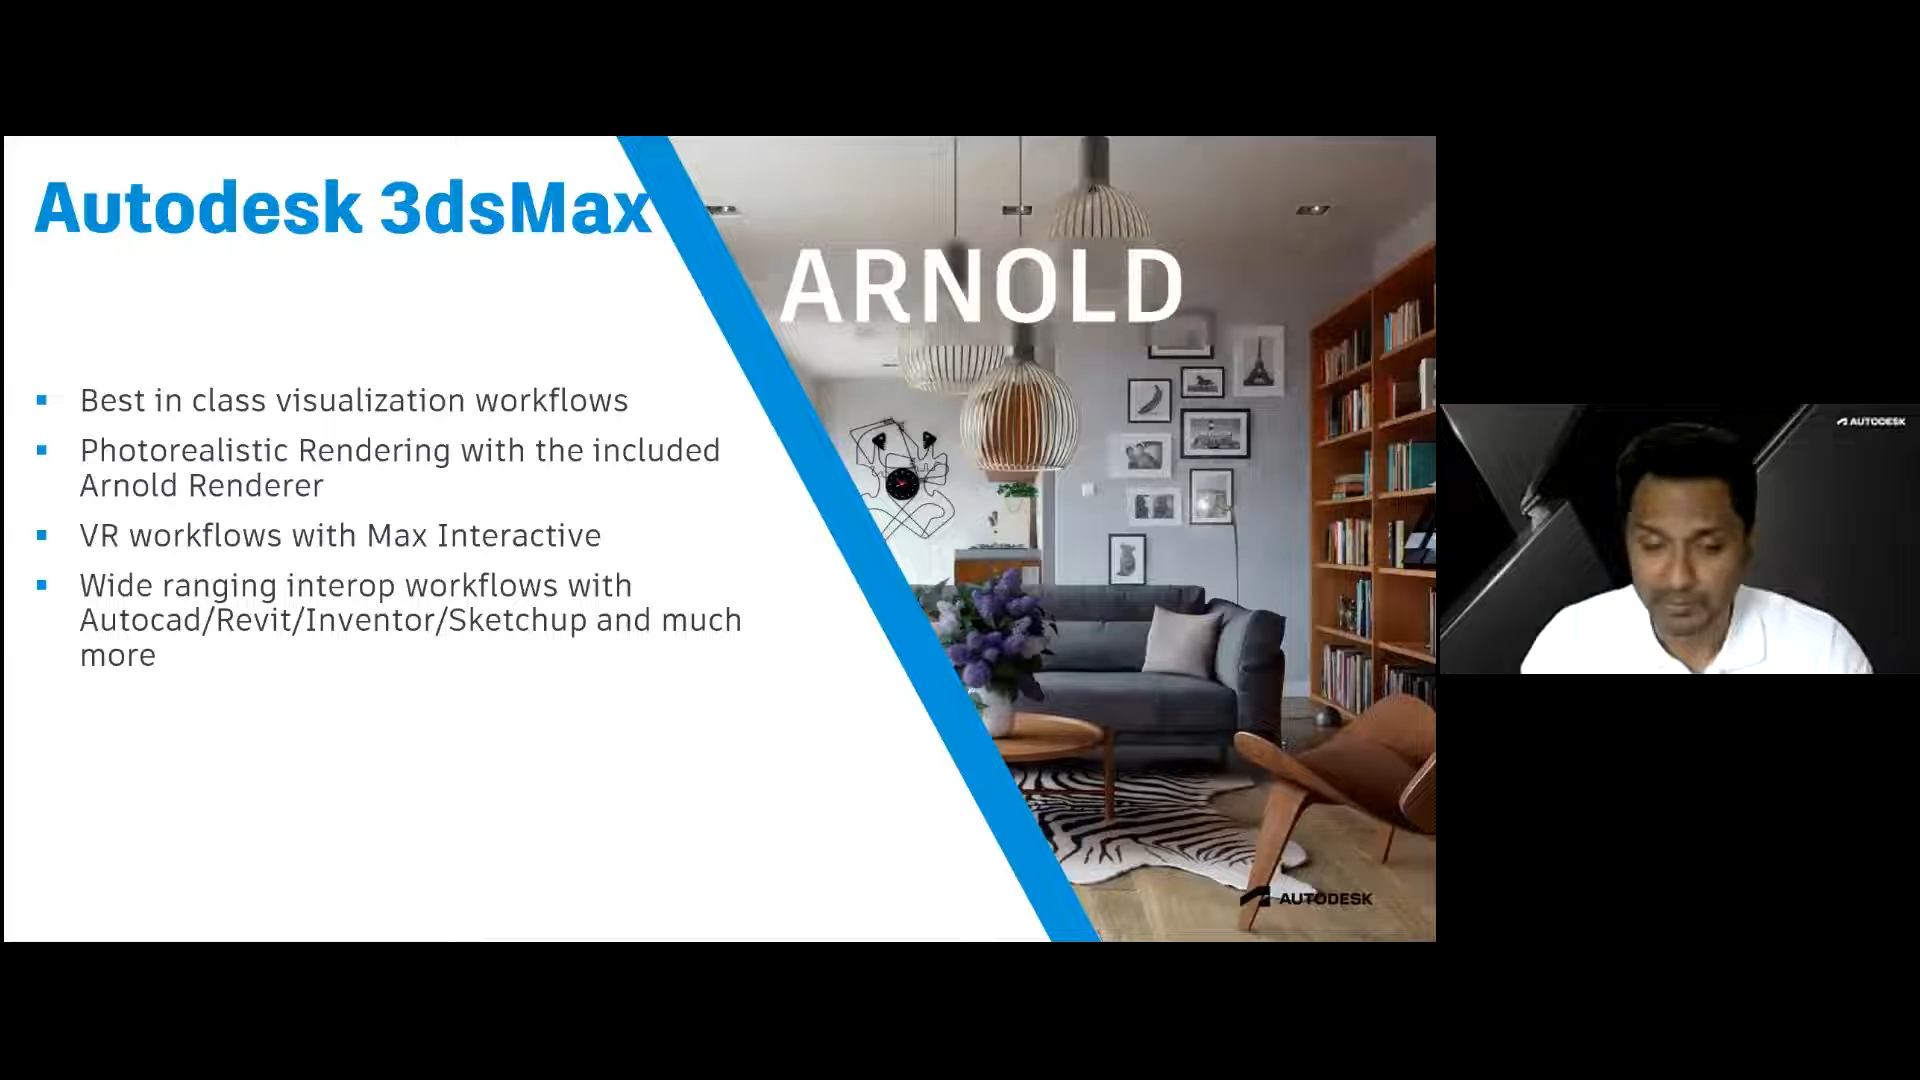 Autodesk 3dsMax
ARNOLD
▪ Best in class visualization workflows
▪ Photorealistic Rendering with the included
Arnold Renderer
▪ VR workflows with Max Interactive
▪ Wide ranging interop workflows with
Autocad/Revit/Inventor/Sketchup and much
more
AUTODESK
AUTODESK